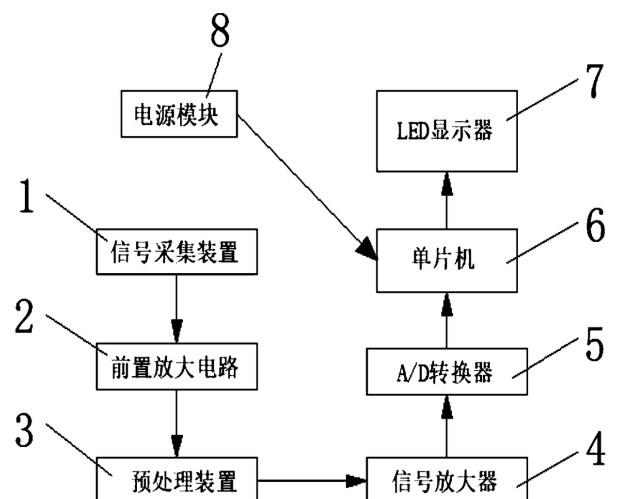 8
电源模块
7
LED显示器
1
信号采集装置
6
单片机
2
前置放大电路
5
A/D转换器
3
预处理装置
4
信号放大器